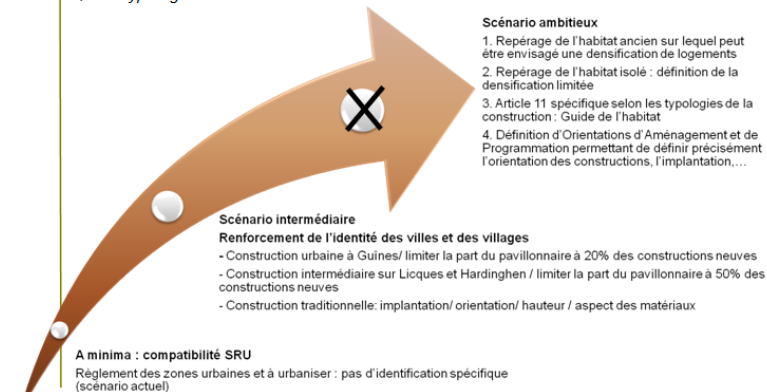 Scénario ambitieux
1. Repérage de l'habitat ancien sur lequel peut
être envisagé une densification de logements
2. Repérage de l'habitat isolé : définition de la
densification limitée
3. Article 11 spécifique selon les typologies de la
construction : Guide de l'habitat
4. Définition d'Orientations d'Aménagement et de
Programmation permettant de définir précisément
l'orientation des constructions, l'implantation,...
Scénario intermédiaire
Renforcement de l'identité des villes et des villages
- Construction urbaine à Guînes/ limiter la part du pavillonnaire à 20% des constructions neuves
- Construction intermédiaire sur Licques et Hardinghen / limiter la part du pavillonnaire à 50% des
constructions neuves
- Construction traditionnelle: implantation/ orientation/ hauteur / aspect des matériaux
A minima : compatibilité SRU
Règlement des zones urbaines et à urbaniser : pas d'identification spécifique
(scénario actuel)